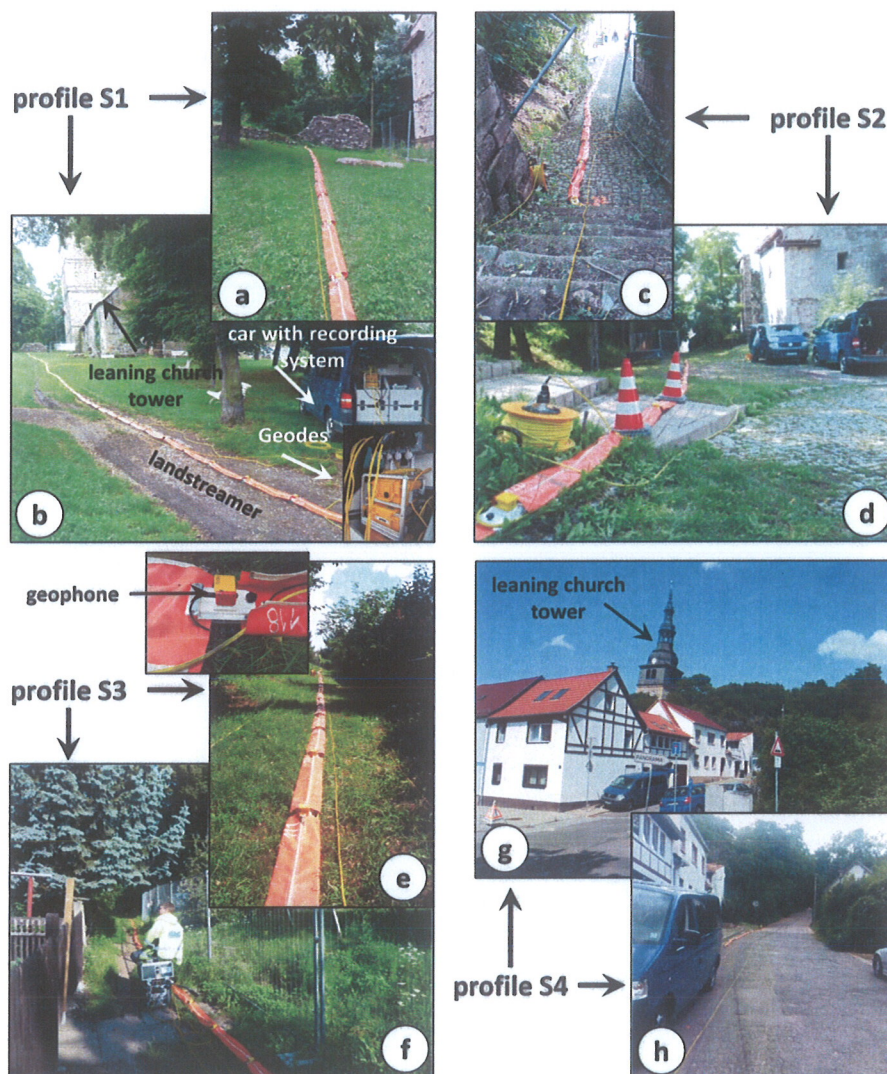 profile S1
a
b
leaning church
tower
car with recording
system
Geodes
landstreamer
profile S2
c
d
geophone
118
profile S3
e
f
leaning church
tower
g
profile S4
h